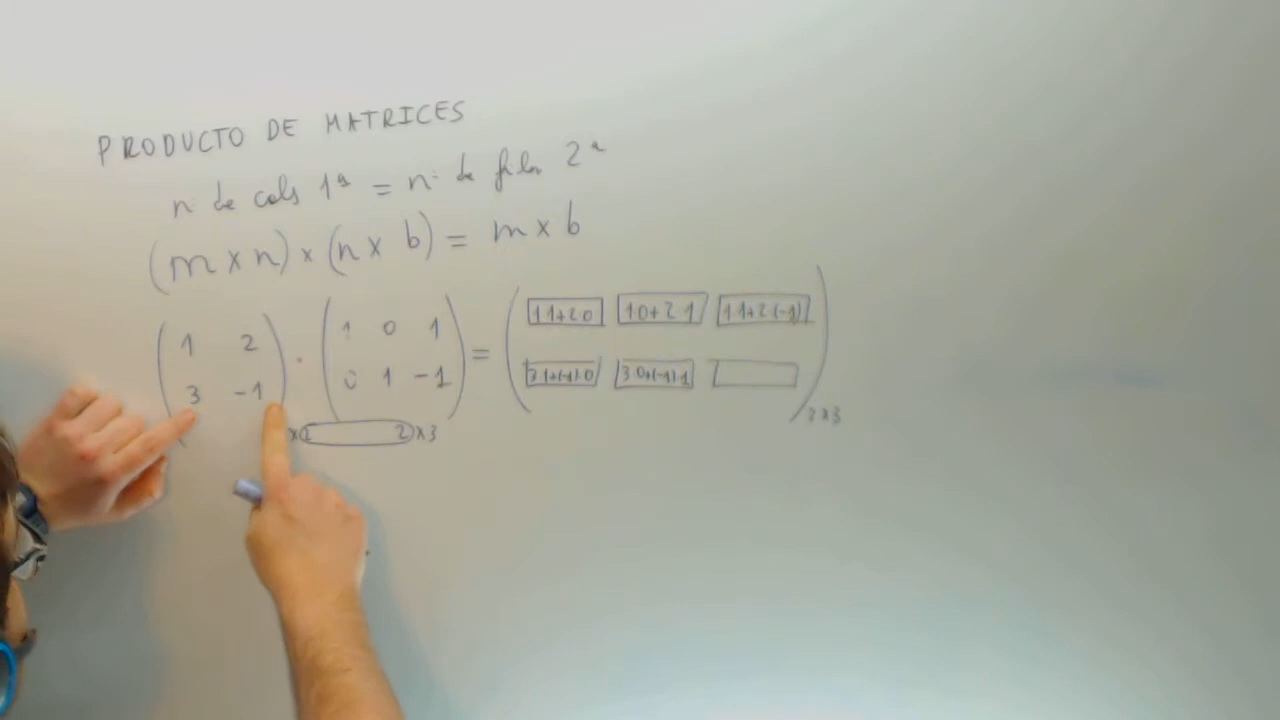 PRODUCTO DE MATRICES
n de cols 1ª = nº de filas 2ª
(m x n) x (n x b) = m x b
1 2 · 1 0 1 = 1·1+2·0 1·0+2·1 1·1+2·(-1)
3 -1 0 1 -1 3·1+(-1)·0 3·0+(-1)·1
x2 2x3 2x3